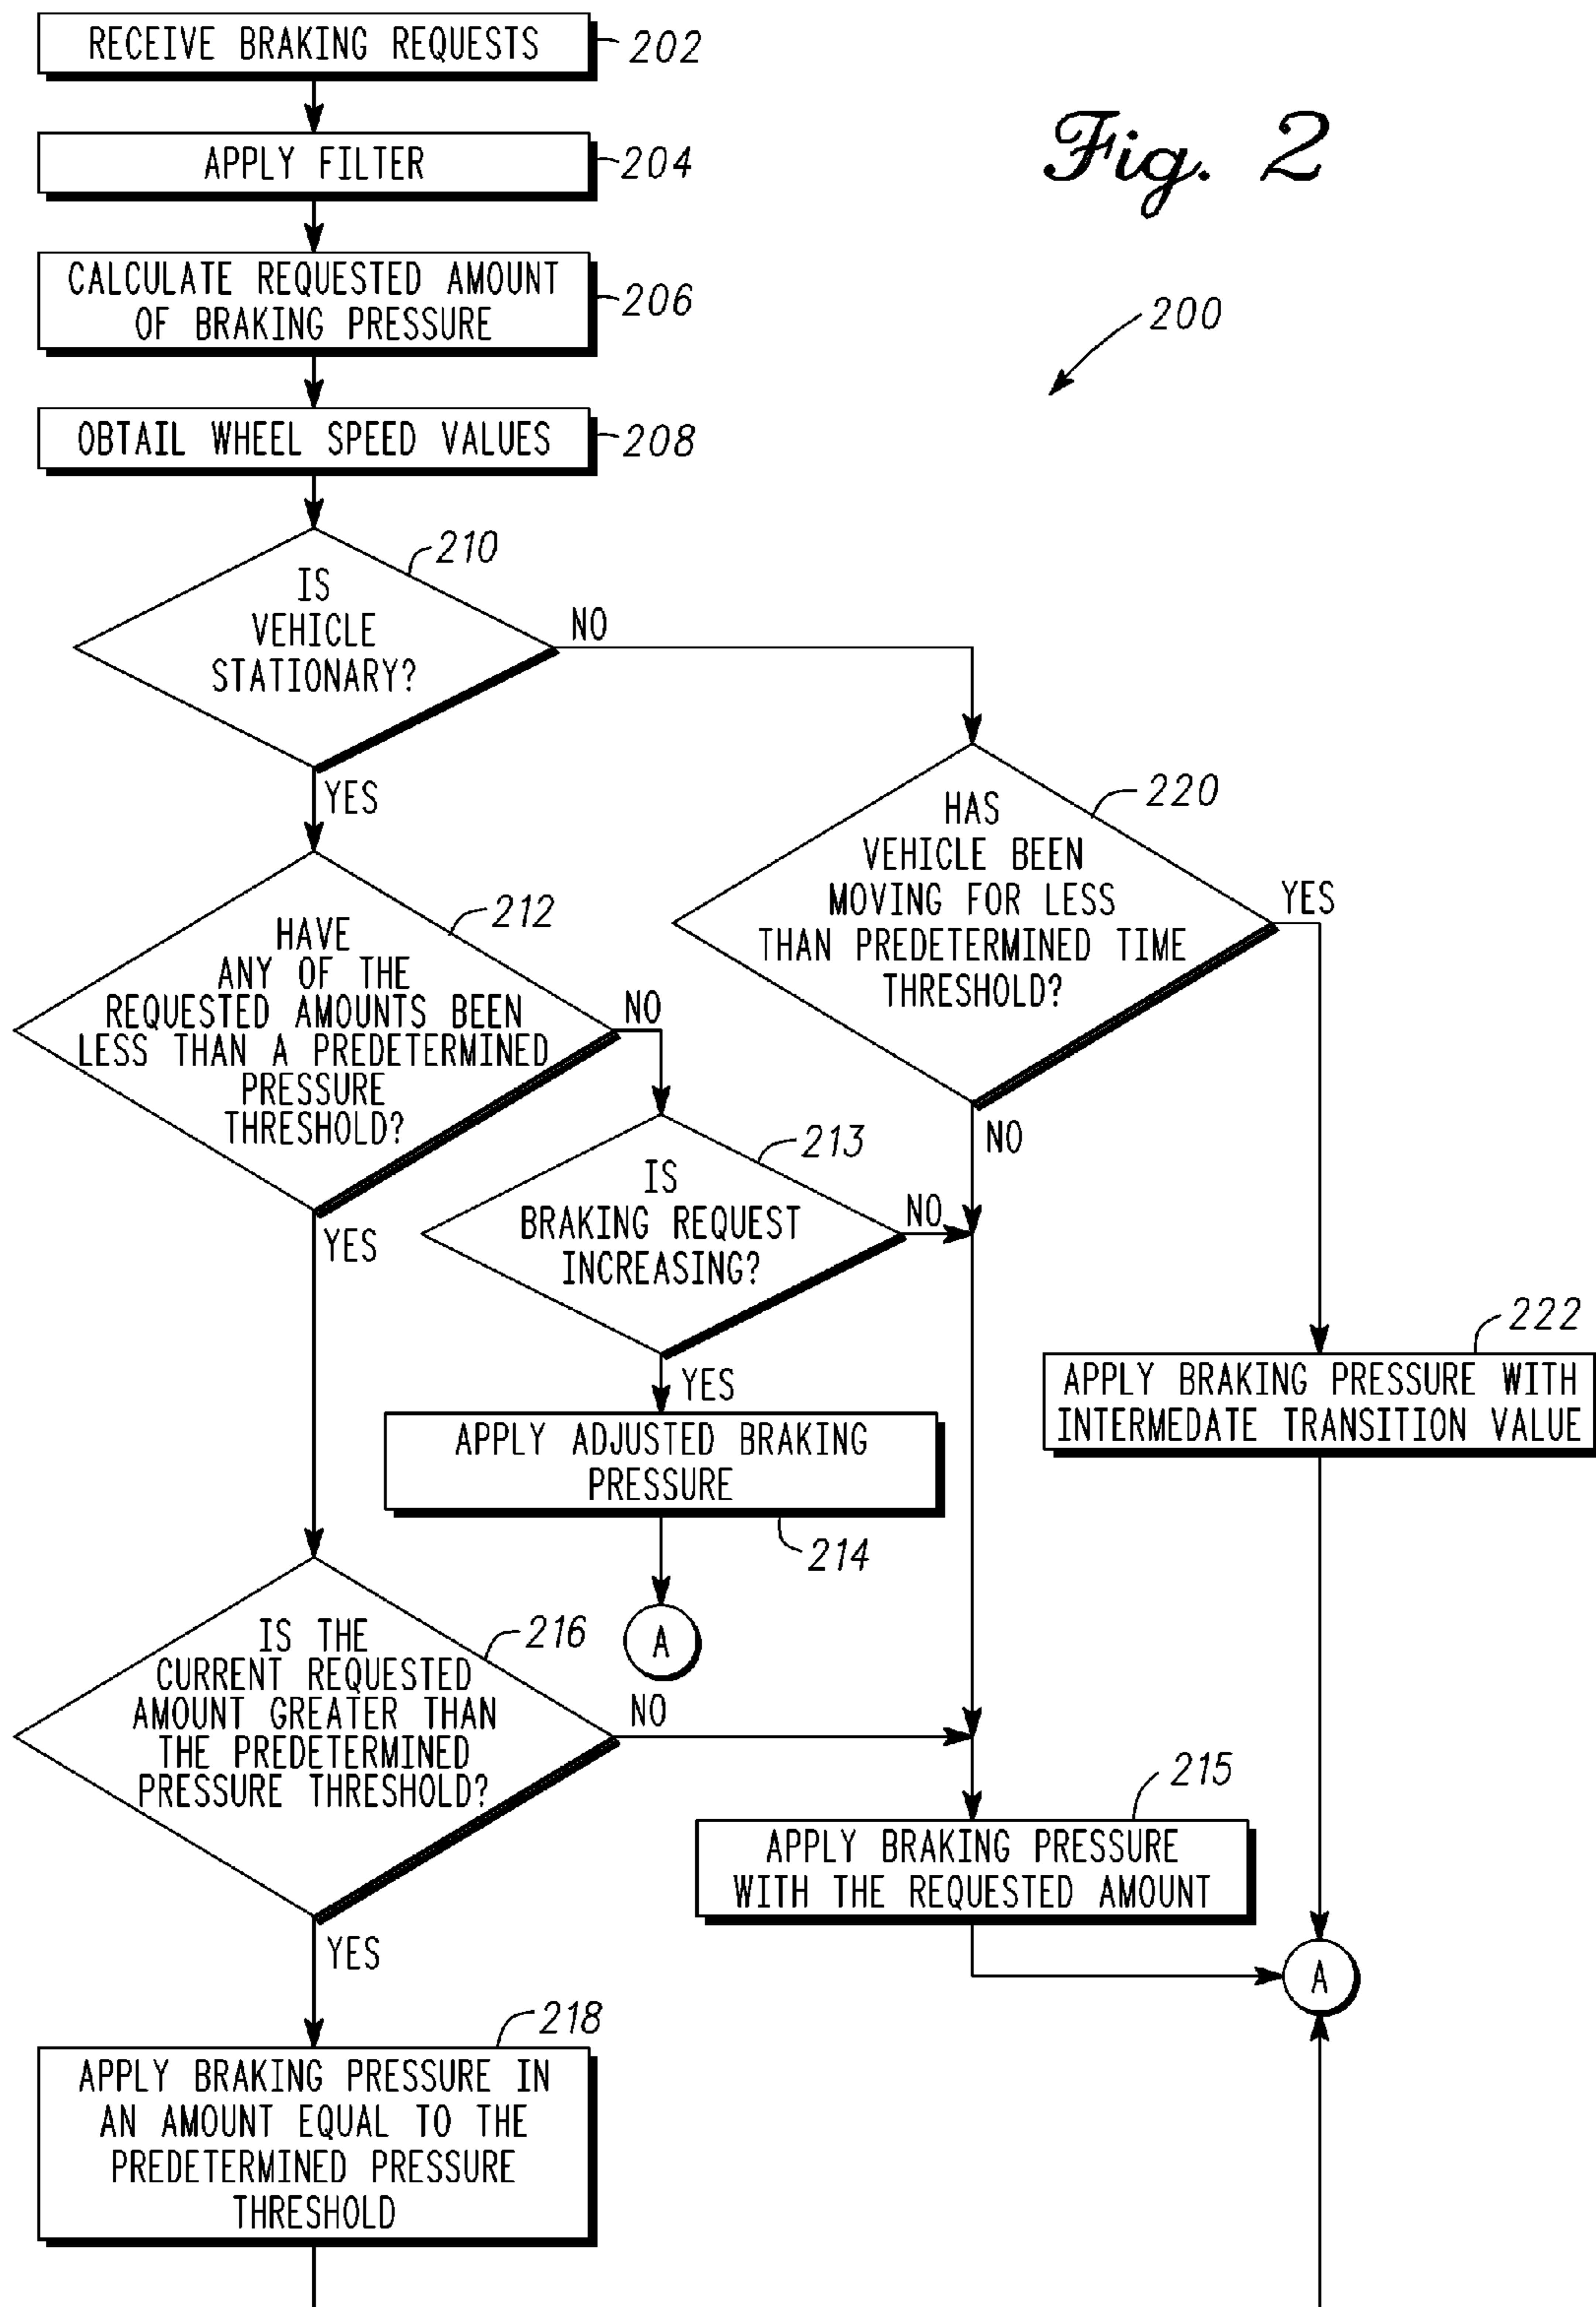 RECEIVE BRAKING REQUESTS
202
APPLY FILTER
204
Fig. 2
CALCULATE REQUESTED AMOUNT
OF BRAKING PRESSURE
206
200
OBTAIL WHEEL SPEED VALUES
208
210
IS
VEHICLE
STATIONARY?
NO
YES
220
HAS
VEHICLE BEEN
MOVING FOR LESS
THAN PREDETERMINED TIME
THRESHOLD?
YES
NO
212
HAVE
ANY OF THE
REQUESTED AMOUNTS BEEN
LESS THAN A PREDETERMINED
PRESSURE
THRESHOLD?
NO
YES
213
IS
BRAKING REQUEST
INCREASING?
NO
YES
222
APPLY BRAKING PRESSURE WITH
INTERMEDATE TRANSITION VALUE
APPLY ADJUSTED BRAKING
PRESSURE
214
A
216
IS THE
CURRENT REQUESTED
AMOUNT GREATER THAN
THE PREDETERMINED
PRESSURE THRESHOLD?
NO
YES
215
APPLY BRAKING PRESSURE
WITH THE REQUESTED AMOUNT
A
218
APPLY BRAKING PRESSURE IN
AN AMOUNT EQUAL TO THE
PREDETERMINED PRESSURE
THRESHOLD